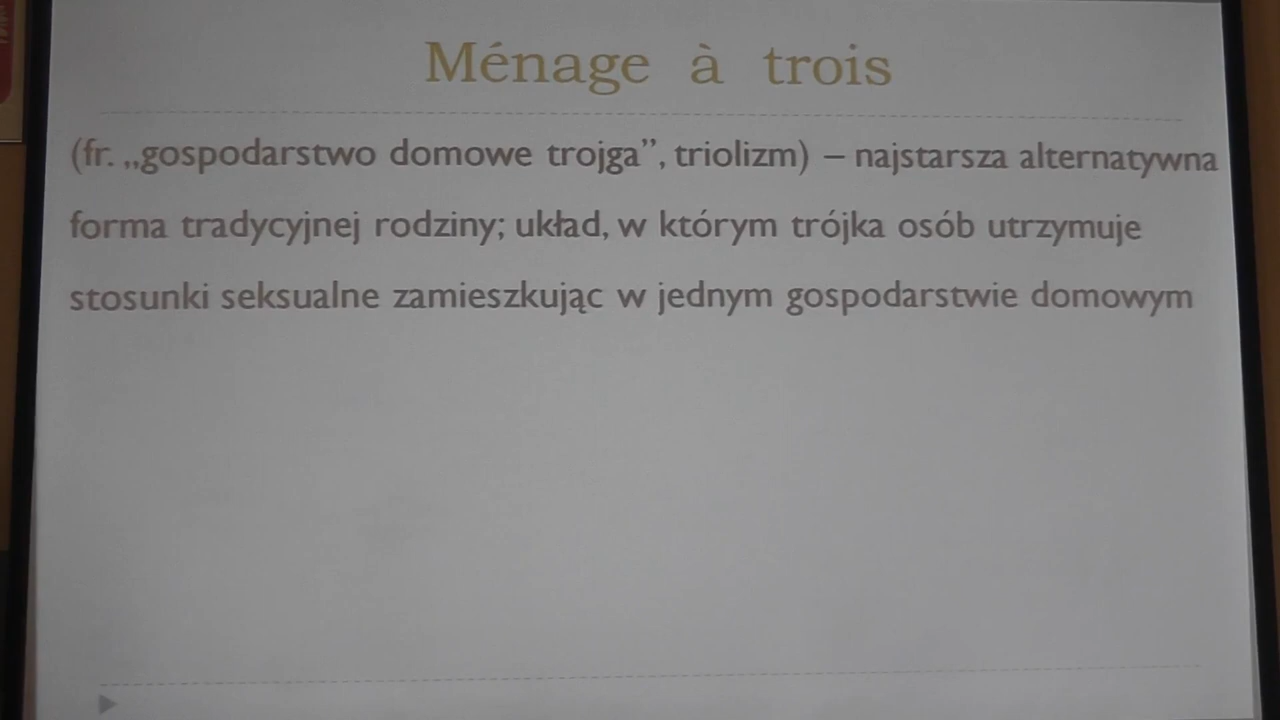 Ménage à trois
(fr. „gospodarstwo domowe trojga”, triolizm) – najstarsza alternatywna
forma tradycyjnej rodziny; układ, w którym trójka osób utrzymuje
stosunki seksualne zamieszkując w jednym gospodarstwie domowym